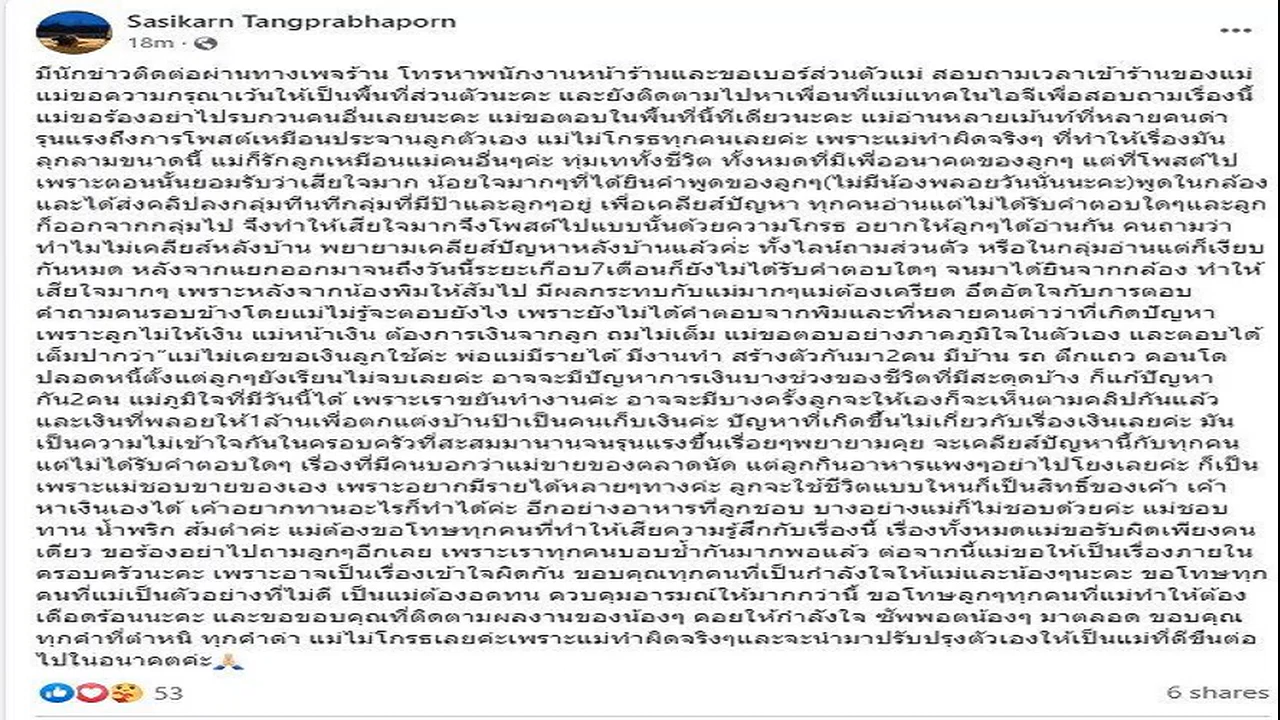 Sasikarn Tangprabhaporn
18m
มีนักข่าวติดต่อผ่านทางเพจร้าน โทรหาพนักงานหน้าร้านและขอเบอร์ส่วนตัวแม่ สอบถามเวลาเข้าร้านของแม่
แม่ขอความกรุณาเว้นให้เป็นพื้นที่ส่วนตัวนะคะ และยังติดตามไปหาเพื่อนที่แม่แทคในไอจีเพื่อสอบถามเรื่องนี้
แม่ขอร้องอย่าไปรบกวนคนอื่นเลยนะคะ แม่ขอตอบในพื้นที่นี้ที่เดียวนะคะ แม่อ่านหลายเม้นท์ที่หลายคนด่า
รุนแรงถึงการโพสต์เหมือนประจานลูกตัวเอง แม่ไม่โกรธทุกคนเลยค่ะ เพราะแม่ทำผิดจริงๆ ที่ทำให้เรื่องมัน
ลุกลามขนาดนี้ แม่ก็รักลูกเหมือนแม่คนอื่นๆค่ะ ทุ่มเททั้งชีวิต ทั้งหมดที่มีเพื่ออนาคตของลูกๆ แต่ที่โพสต์ไป
เพราะตอนนั้นยอมรับว่าเสียใจมาก น้อยใจมากๆที่ได้ยินคำพูดของลูกๆ(ไม่มีน้องพลอยวันนั้นนะคะ)พูดในกล้อง
และได้ส่งคลิปลงกลุ่มทันทีกลุ่มที่มีป๊าและลูกๆอยู่ เพื่อเคลียส์ปัญหา ทุกคนอ่านแต่ไม่ได้รับคำตอบใดๆและลูก
ก็ออกจากกลุ่มไป จึงทำให้เสียใจมากจึงโพสต์ไปแบบนั้นด้วยความโกรธ อยากให้ลูกๆได้อ่านกัน คนถามว่า
ทำไมไม่เคลียส์หลังบ้าน พยายามเคลียส์ปัญหาหลังบ้านแล้วค่ะ ทั้งไลน์ถามส่วนตัว หรือในกลุ่มอ่านแต่ก็เงียบ
กันหมด หลังจากแยกออกมาจนถึงวันนี้ระยะเกือบ7เดือนก็ยังไม่ได้รับคำตอบใดๆ จนมาได้ยินจากกล้อง ทำให้
เสียใจมากๆ เพราะหลังจากน้องพิมให้สัมไป มีผลกระทบกับแม่มากๆแม่ต้องเครียด อึดอัดใจกับการตอบ
คำถามคนรอบข้างโดยแม่ไม่รู้จะตอบยังไง เพราะยังไม่ได้คำตอบจากพิมและที่หลายคนด่าว่าที่เกิดปัญหา
เพราะลูกไม่ให้เงิน แม่หน้าเงิน ต้องการเงินจากลูก ถมไม่เต็ม แม่ขอตอบอย่างภาคภูมิใจในตัวเอง และตอบได้
เต็มปากว่า"แม่ไม่เคยขอเงินลูกใช้ค่ะ พ่อแม่มีรายได้ มีงานทำ สร้างตัวกันมา2คน มีบ้าน รถ ตึกแถว คอนโด
ปลอดหนี้ตั้งแต่ลูกๆยังเรียนไม่จบเลยค่ะ อาจจะมีปัญหาการเงินบางช่วงของชีวิตที่มีสะดุดบ้าง ก็แก้ปัญหา
กัน2คน แม่ภูมิใจที่มีวันนี้ได้ เพราะเราขยันทำงานค่ะ อาจจะมีบางครั้งลูกจะให้เองก็จะเห็นตามคลิปกันแล้ว
และเงินที่พลอยให้1ล้านเพื่อตกแต่งบ้านป๊าเป็นคนเก็บเงินค่ะ ปัญหาที่เกิดขึ้นไม่เกี่ยวกับเรื่องเงินเลยค่ะ มัน
เป็นความไม่เข้าใจกันในครอบครัวที่สะสมมานานจนรุนแรงขึ้นเรื่อยๆพยายามคุย จะเคลียส์ปัญหานี้กับทุกคน
แต่ไม่ได้รับคำตอบใดๆ เรื่องที่มีคนบอกว่าแม่ขายของตลาดนัด แต่ลูกกินอาหารแพงๆอย่าไปโยงเลยค่ะ ก็เป็น
เพราะแม่ชอบขายของเอง เพราะอยากมีรายได้หลายๆทางค่ะ ลูกจะใช้ชีวิตแบบไหนก็เป็นสิทธิ์ของเค้า เค้า
หาเงินเองได้ เค้าอยากทานอะไรก็ทำได้ค่ะ อีกอย่างอาหารที่ลูกชอบ บางอย่างแม่ก็ไม่ชอบด้วยค่ะ แม่ชอบ
ทาน น้ำพริก ส้มตำค่ะ แม่ต้องขอโทษทุกคนที่ทำให้เสียความรู้สึกกับเรื่องนี้ เรื่องทั้งหมดแม่ขอรับผิดเพียงคน
เดียว ขอร้องอย่าไปถามลูกๆอีกเลย เพราะเราทุกคนบอบช้ำกันมากพอแล้ว ต่อจากนี้แม่ขอให้เป็นเรื่องภายใน
ครอบครัวนะคะ เพราะอาจเป็นเรื่องเข้าใจผิดกัน ขอบคุณทุกคนที่เป็นกำลังใจให้แม่และน้องๆนะคะ ขอโทษทุก
คนที่แม่เป็นตัวอย่างที่ไม่ดี เป็นแม่ต้องอดทน ควบคุมอารมณ์ให้มากกว่านี้ ขอโทษลูกๆทุกคนที่แม่ทำให้ต้อง
เดือดร้อนนะคะ และขอขอบคุณที่ติดตามผลงานของน้องๆ คอยให้กำลังใจ ซัพพอตน้องๆ มาตลอด ขอบคุณ
ทุกคำที่ตำหนิ ทุกคำด่า แม่ไม่โกรธเลยค่ะเพราะแม่ทำผิดจริงๆและจะนำมาปรับปรุงตัวเองให้เป็นแม่ที่ดีขึ้นต่อ
ไปในอนาคตค่ะ🙏🏻
53
6 shares